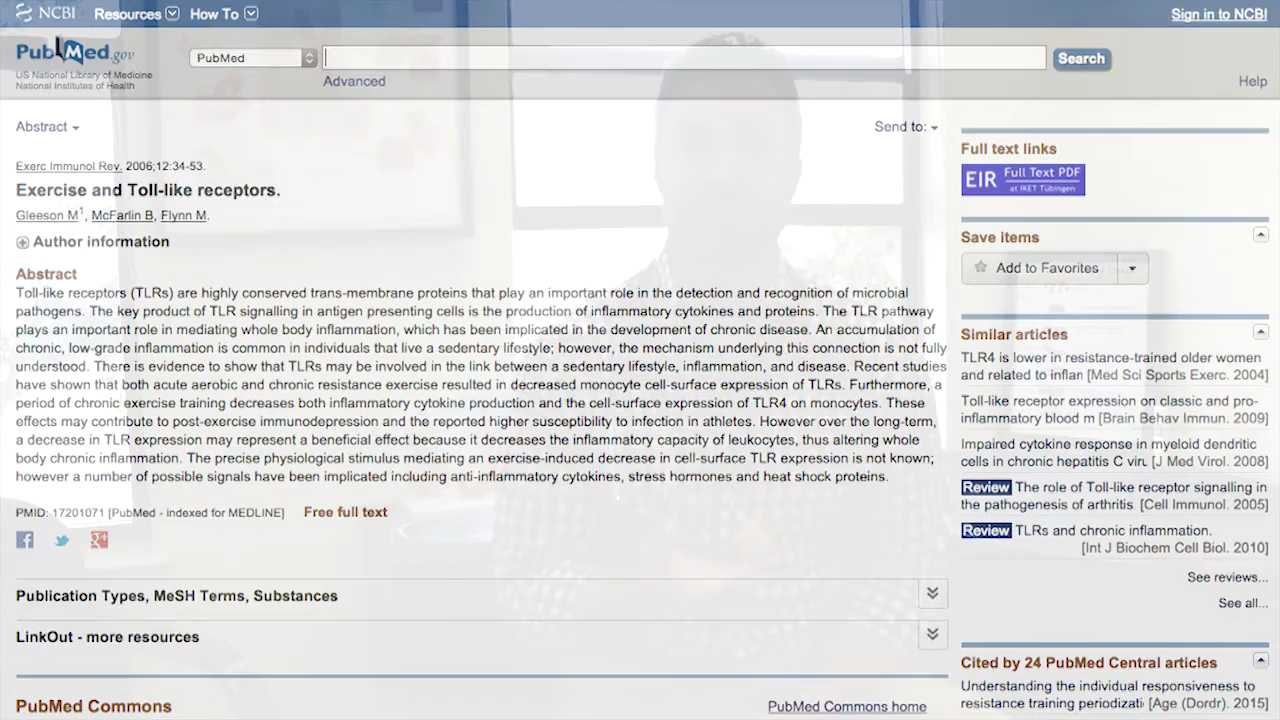 NCBI Resources How To Sign in to NCBI
PubMed.gov
US National Library of Medicine
National Institutes of Health
PubMed
Search
Advanced
Help
Abstract
Send to:
Exerc Immunol Rev. 2006;12:34-53.
Exercise and Toll-like receptors.
Gleeson M1, McFarlin B, Flynn M.
Author information
Abstract
Toll-like receptors (TLRs) are highly conserved trans-membrane proteins that play an important role in the detection and recognition of microbial
pathogens. The key product of TLR signalling in antigen presenting cells is the production of inflammatory cytokines and proteins. The TLR pathway
plays an important role in mediating whole body inflammation, which has been implicated in the development of chronic disease. An accumulation of
chronic, low-grade inflammation is common in individuals that live a sedentary lifestyle; however, the mechanism underlying this connection is not fully
understood. There is evidence to show that TLRs may be involved in the link between a sedentary lifestyle, inflammation, and disease. Recent studies
have shown that both acute aerobic and chronic resistance exercise resulted in decreased monocyte cell-surface expression of TLRs. Furthermore, a
period of chronic exercise training decreases both inflammatory cytokine production and the cell-surface expression of TLR4 on monocytes. These
effects may contribute to post-exercise immunodepression and the reported higher susceptibility to infection in athletes. However over the long-term,
a decrease in TLR expression may represent a beneficial effect because it decreases the inflammatory capacity of leukocytes, thus altering whole
body chronic inflammation. The precise physiological stimulus mediating an exercise-induced decrease in cell-surface TLR expression is not known;
however a number of possible signals have been implicated including anti-inflammatory cytokines, stress hormones and heat shock proteins.
PMID: 17201071 [PubMed - indexed for MEDLINE] Free full text
Publication Types, MeSH Terms, Substances
LinkOut - more resources
PubMed Commons
PubMed Commons home
Full text links
EIR Full Text PDF
at IKET Tübingen
Save items
Add to Favorites
Similar articles
TLR4 is lower in resistance-trained older women
and related to inflar [Med Sci Sports Exerc. 2004]
Toll-like receptor expression on classic and pro-
inflammatory blood m [Brain Behav Immun. 2009]
Impaired cytokine response in myeloid dendritic
cells in chronic hepatitis C viru [J Med Virol. 2008]
Review The role of Toll-like receptor signalling in
the pathogenesis of arthritis. [Cell Immunol. 2005]
Review TLRs and chronic inflammation.
[Int J Biochem Cell Biol. 2010]
See reviews...
See all...
Cited by 24 PubMed Central articles
Understanding the individual responsiveness to
resistance training periodizati [Age (Dordr). 2015]